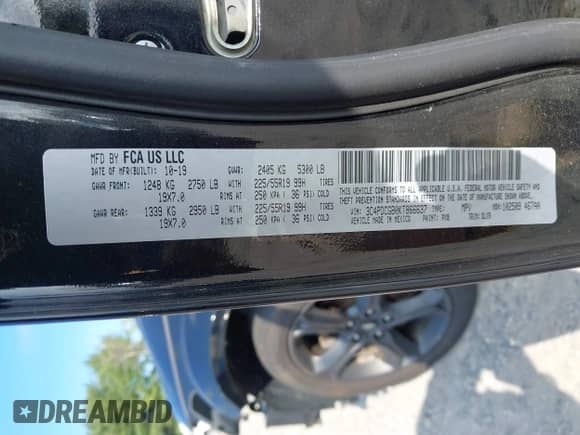 MFD BY FCA US LLC
DATE OF MFR(BUILT): 10-19 GVWR: 2405 KG 5300 LB
GAWR FRONT: 1248 KG 2750 LB WITH 225/55R19 99H TIRES
19X7.0 RIMS AT 250 KPA ( 36 PSI ) COLD
GAWR REAR: 1339 KG 2950 LB WITH 225/55R19 99H TIRES
19X7.0 RIMS AT 250 KPA ( 36 PSI ) COLD
THIS VEHICLE CONFORMS TO ALL APPLICABLE U.S.A. FEDERAL MOTOR VEHICLE SAFETY AND
THEFT PREVENTION STANDARDS IN EFFECT ON THE DATE OF MANUFACTURE SHOWN ABOVE.
VIN: TYPE: MPV MDH: 102509 
MADE IN MEXICO
DREAMBID